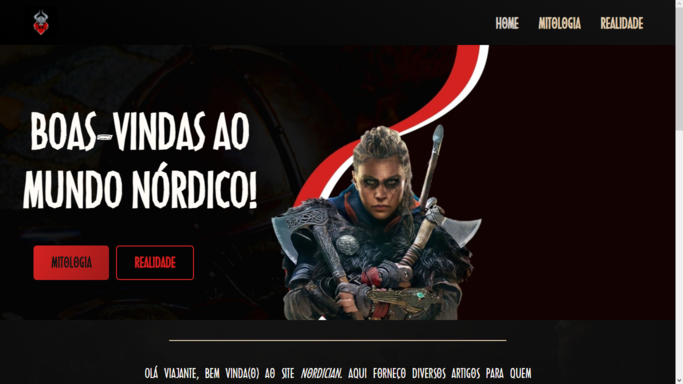 HOME MITOLOGIA REALIDADE
BOAS-VINDAS AO
MUNDO NÓRDICO!
MITOLOGIA REALIDADE
OLÁ VIAJANTE, BEM VINDA(O) AO SITE NORDICIAN. AQUI FORNEÇO DIVERSOS ARTIGOS PARA QUEM